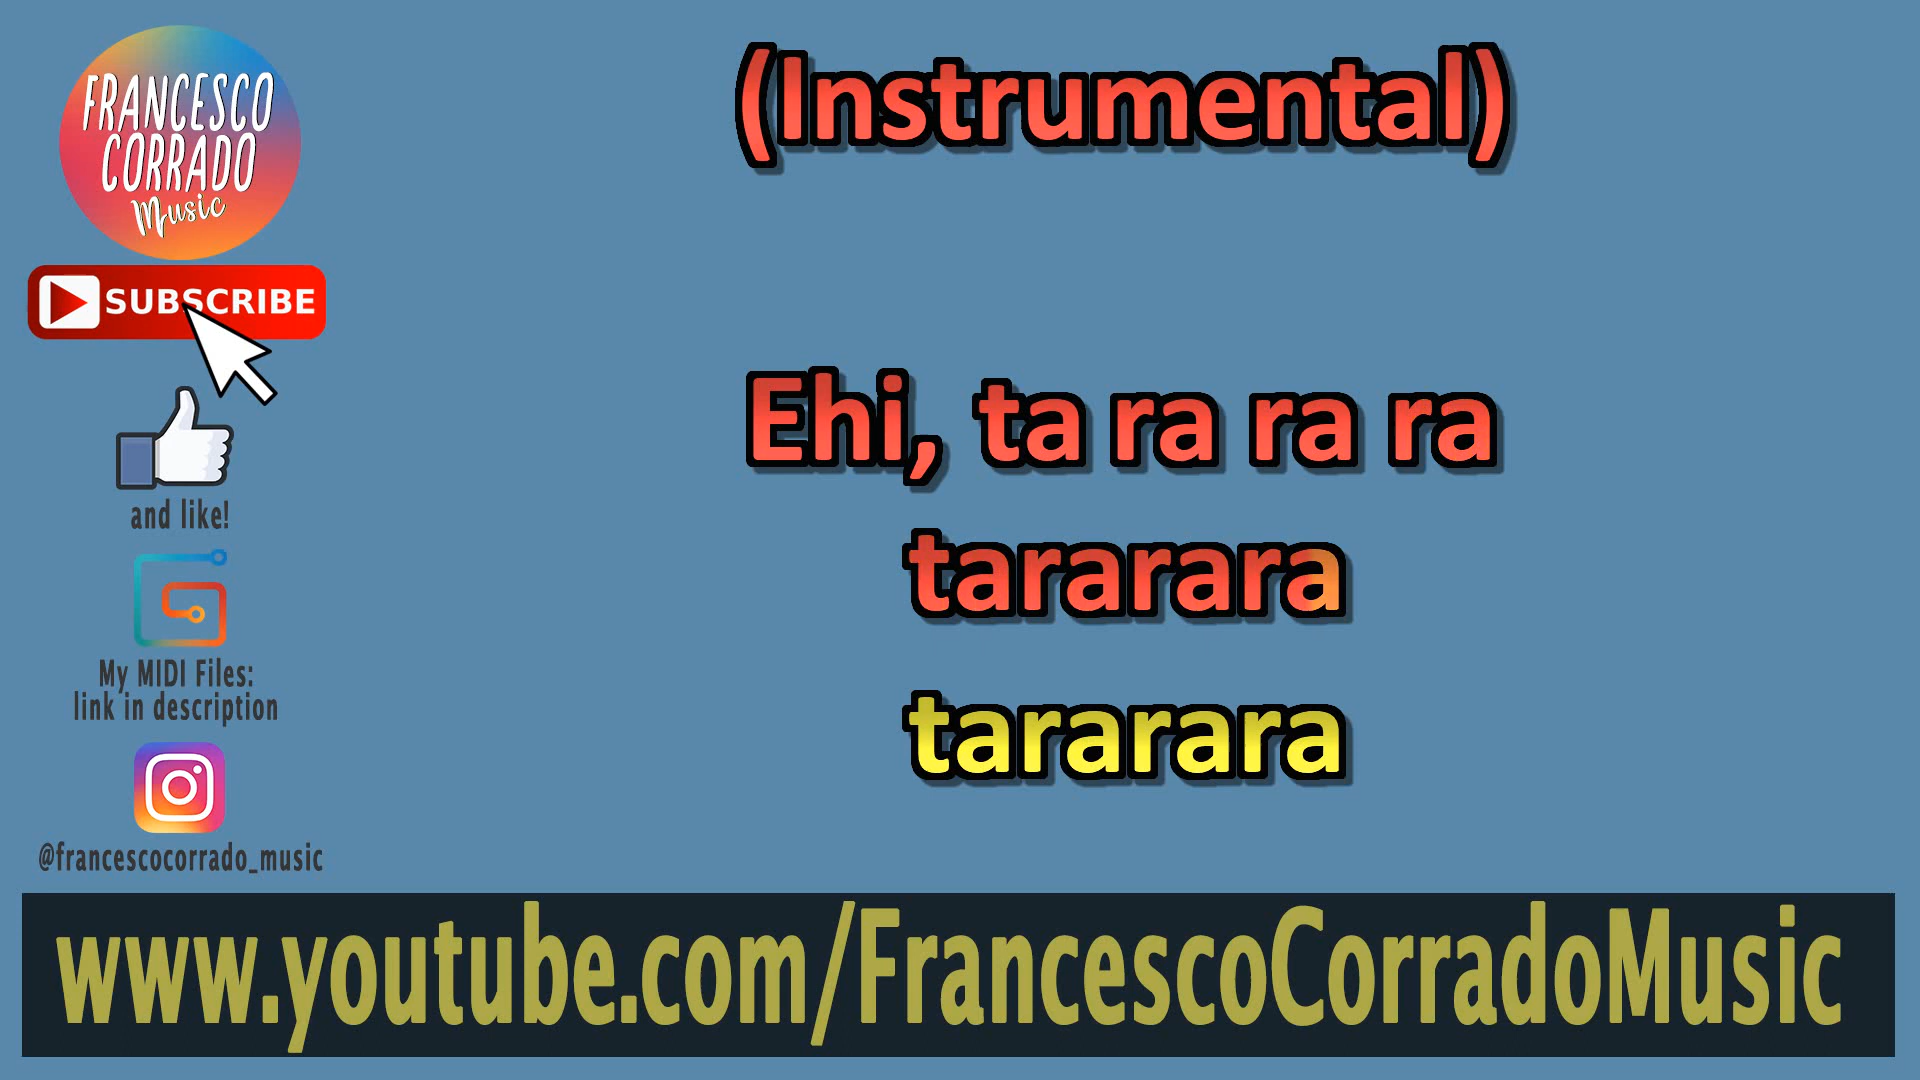 FRANCESCO
CORRADO
Music
SUBSCRIBE
and like!
My MIDI Files:
link in description
@francescocorrado_music
(Instrumental)
Ehi, ta ra ra ra
tararara
tararara
www.youtube.com/FrancescoCorradoMusic